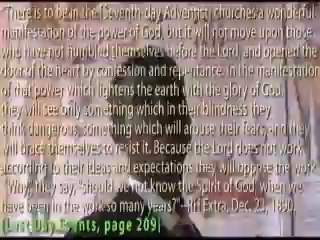 "There is to be in the [Seventh-day Adventist] churches a wonderful
manifestation of the power of God, but it will not move upon those
who have not humbled themselves before the Lord, and opened the
door of the heart by confession and repentance. In the manifestation
of that power which lightens the earth with the glory of God,
they will see only something which in their blindness they
think dangerous, something which will arouse their fears, and they
will brace themselves to resist it. Because the Lord does not work
according to their ideas and expectations they will oppose the work.
"Why," they say, "should we not know the Spirit of God, when we
have been in the work so many years?"--RH Extra, Dec. 23, 1890.
(Last Day Events, page 209)